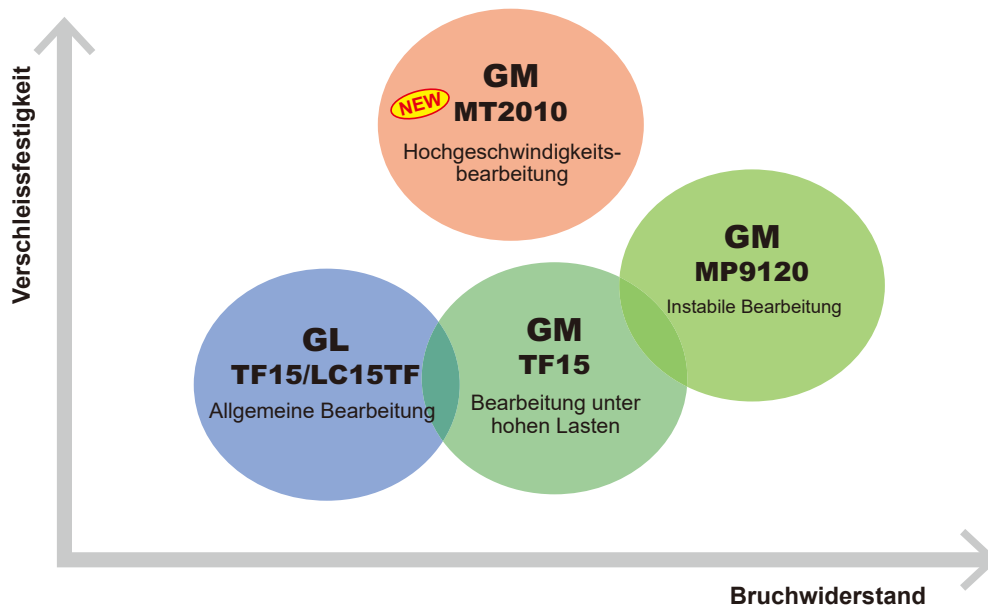 Verschleissfestigkeit
GM
NEW
MT2010
Hochgeschwindigkeits-
bearbeitung
GM
MP9120
Instabile Bearbeitung
GL
TF15/LC15TF
Allgemeine Bearbeitung
GM
TF15
Bearbeitung unter
hohen Lasten
Bruchwiderstand